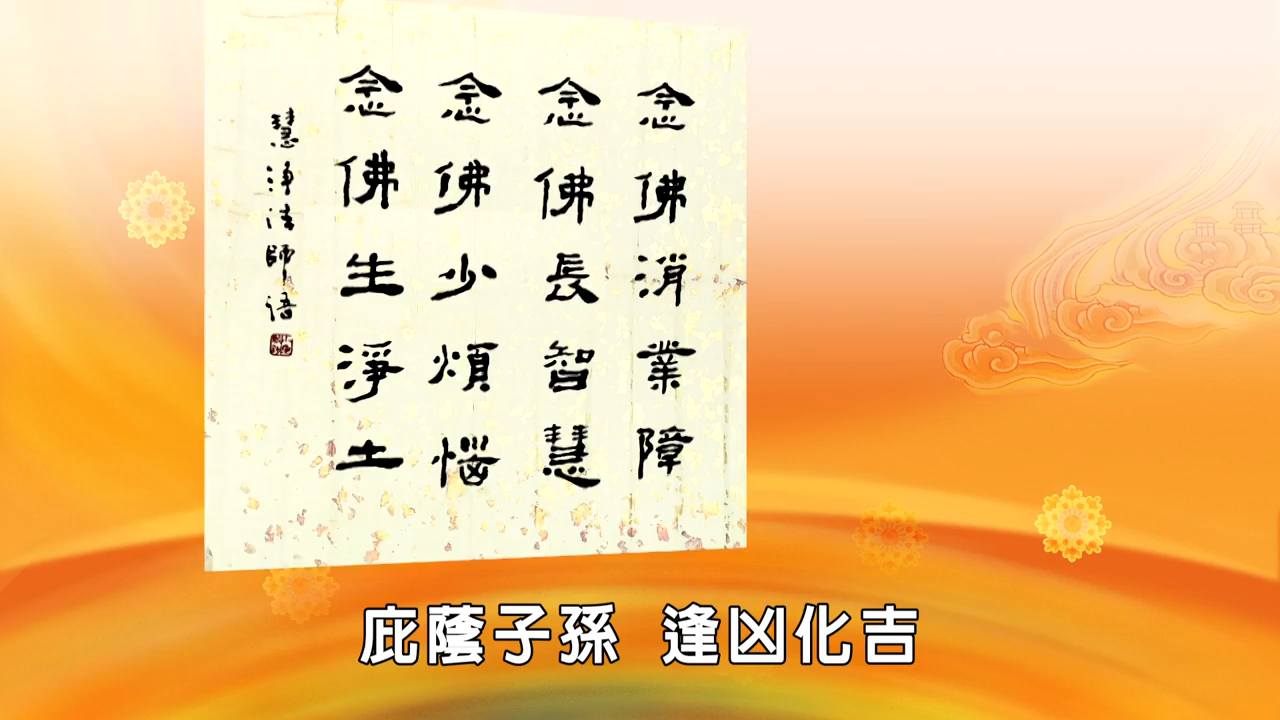 念佛消業障
念佛長智慧
念佛少煩惱
念佛生淨土
慧淨法師語
庇蔭子孫 逢凶化吉